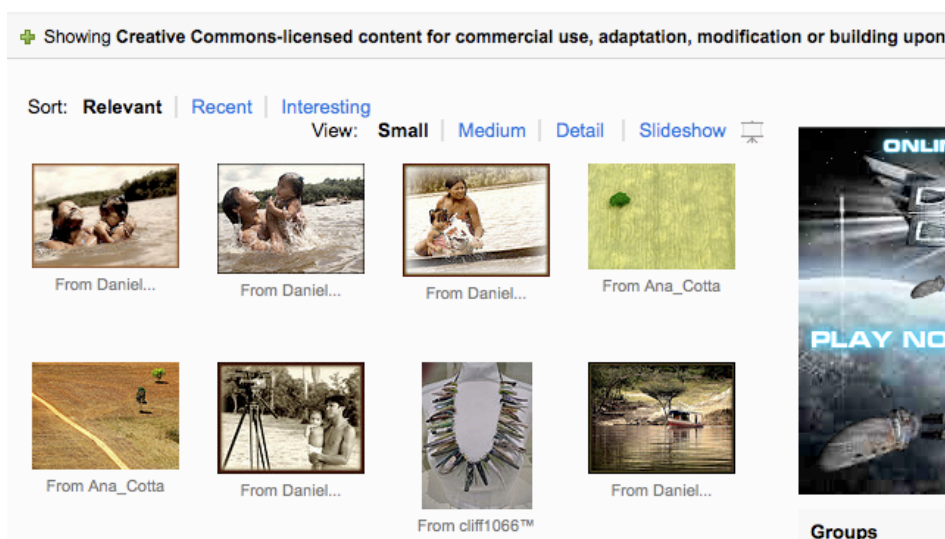 Showing Creative Commons-licensed content for commercial use, adaptation, modification or building upon
Sort: Relevant | Recent | Interesting
View: Small | Medium | Detail | Slideshow
From Daniel...
From Daniel...
From Daniel...
From Ana_Cotta
From Ana_Cotta
From Daniel...
From cliff1066™
From Daniel...
ONLIN
PLAY NO
Groups